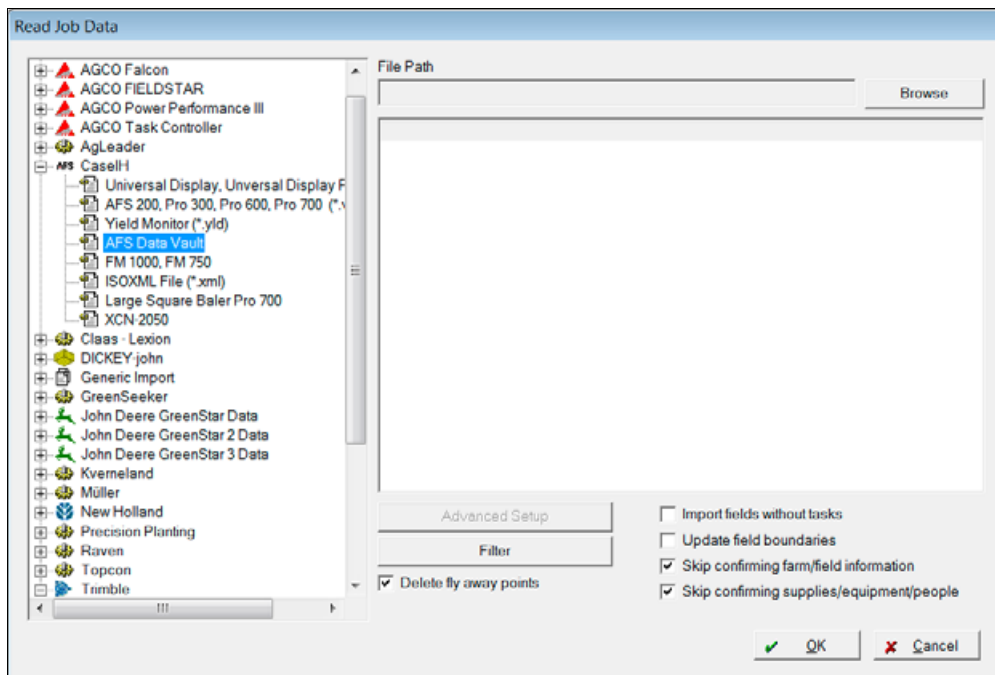 Read Job Data
AGCO Falcon
AGCO FIELDSTAR
AGCO Power Performance III
AGCO Task Controller
AgLeader
AFS CaseIH
Universal Display, Unversal Display F
AFS 200, Pro 300, Pro 600, Pro 700 (*.v
Yield Monitor (*.yld)
AFS Data Vault
FM 1000, FM 750
ISOXML File (*.xml)
Large Square Baler Pro 700
XCN-2050
Claas - Lexion
DICKEY-john
Generic Import
GreenSeeker
John Deere GreenStar Data
John Deere GreenStar 2 Data
John Deere GreenStar 3 Data
Kverneland
Müller
New Holland
Precision Planting
Raven
Topcon
Trimble
File Path
Browse
Advanced Setup
Filter
Delete fly away points
Import fields without tasks
Update field boundaries
Skip confirming farm/field information
Skip confirming supplies/equipment/people
OK
Cancel